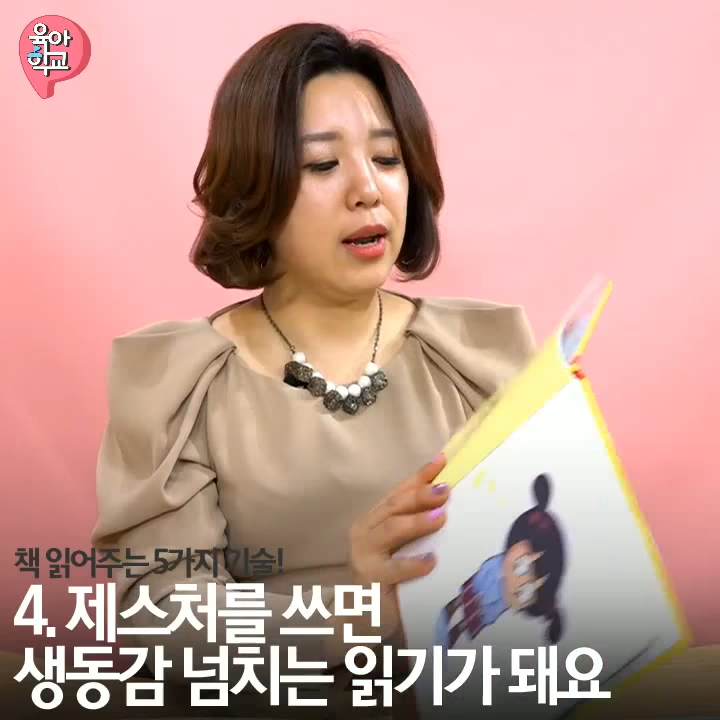 육아
학교
책 읽어주는 5가지 기술!
4. 제스처를 쓰면
생동감 넘치는 읽기가 돼요